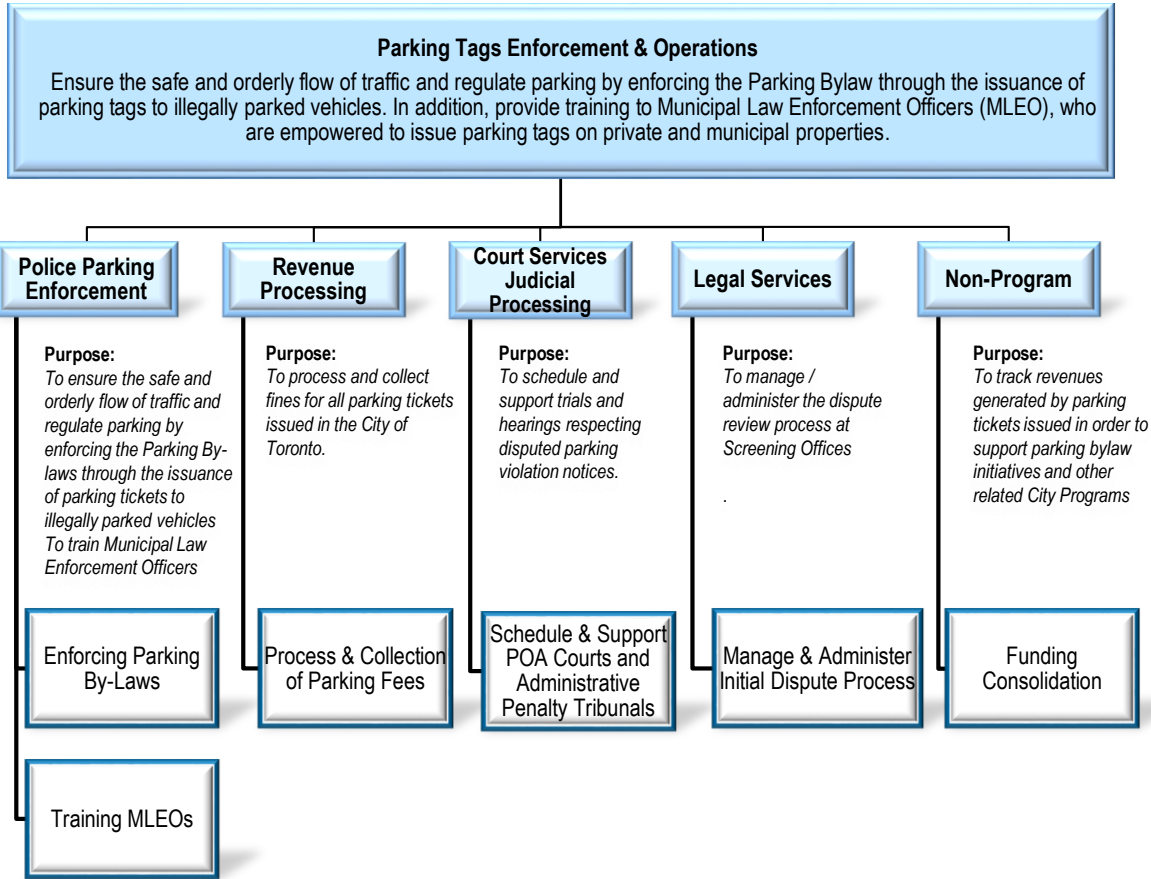 Parking Tags Enforcement & Operations
Ensure the safe and orderly flow of traffic and regulate parking by enforcing the Parking Bylaw through the issuance of
parking tags to illegally parked vehicles. In addition, provide training to Municipal Law Enforcement Officers (MLEO), who
are empowered to issue parking tags on private and municipal properties.
Police Parking
Enforcement
Purpose:
To ensure the safe and
orderly flow of traffic and
regulate parking by
enforcing the Parking By-
laws through the issuance
of parking tickets to
illegally parked vehicles
To train Municipal Law
Enforcement Officers
Enforcing Parking
By-Laws
Training MLEOs
Revenue
Processing
Purpose:
To process and collect
fines for all parking tickets
issued in the City of
Toronto.
Process & Collection
of Parking Fees
Court Services
Judicial
Processing
Purpose:
To schedule and
support trials and
hearings respecting
disputed parking
violation notices.
Schedule & Support
POA Courts and
Administrative
Penalty Tribunals
Legal Services
Purpose:
To manage /
administer the dispute
review process at
Screening Offices
.
Manage & Administer
Initial Dispute Process
Non-Program
Purpose:
To track revenues
generated by parking
tickets issued in order to
support parking bylaw
initiatives and other
related City Programs
Funding
Consolidation